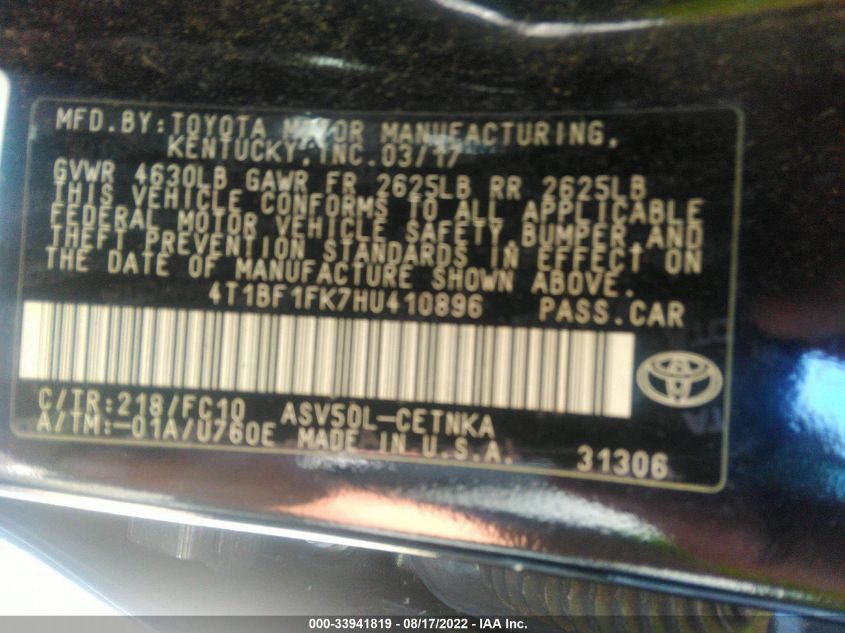 MFD.BY:TOYOTA MOTOR MANUFACTURING,
KENTUCKY,INC.03/17
GVWR 4630LB GAWR FR 2625LB RR 2625LB
THIS VEHICLE CONFORMS TO ALL APPLICABLE
FEDERAL MOTOR VEHICLE SAFETY,BUMPER,AND
THEFT PREVENTION STANDARDS IN EFFECT ON
THE DATE OF MANUFACTURE SHOWN ABOVE.
4T1BF1FK7HU410896 PASS.CAR
C/TR:218/FC10 ASV50L-CETNKA
A/TM:-01A/U760E MADE IN U.S.A. 31306
000-33941819 - 08/17/2022 - IAA Inc.